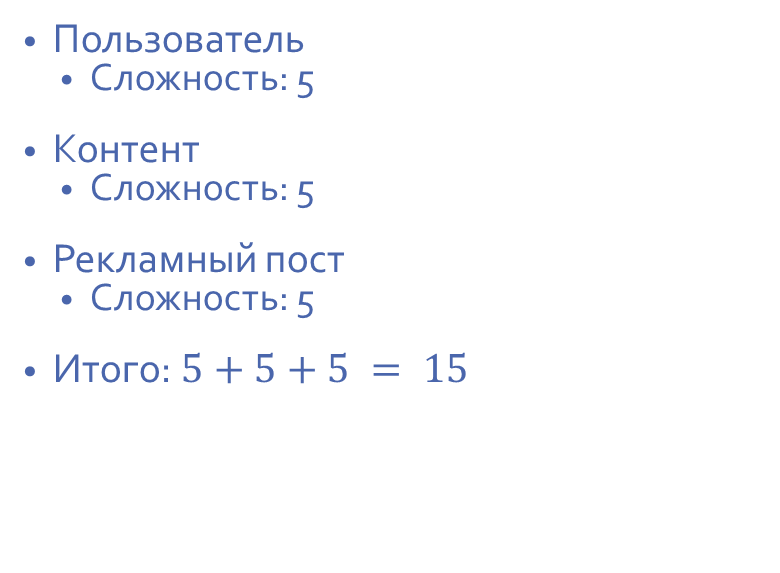 • Пользователь
• Сложность: 5
• Контент
• Сложность: 5
• Рекламный пост
• Сложность: 5
• Итого: 5 + 5 + 5 = 15